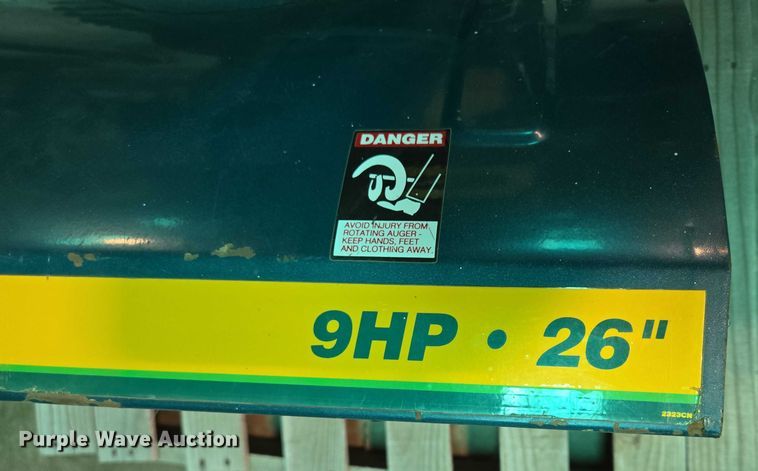 DANGER
AVOID INJURY FROM
ROTATING AUGER -
KEEP HANDS, FEET
AND CLOTHING AWAY.
9HP • 26"
2323CN
Purple Wave Auction